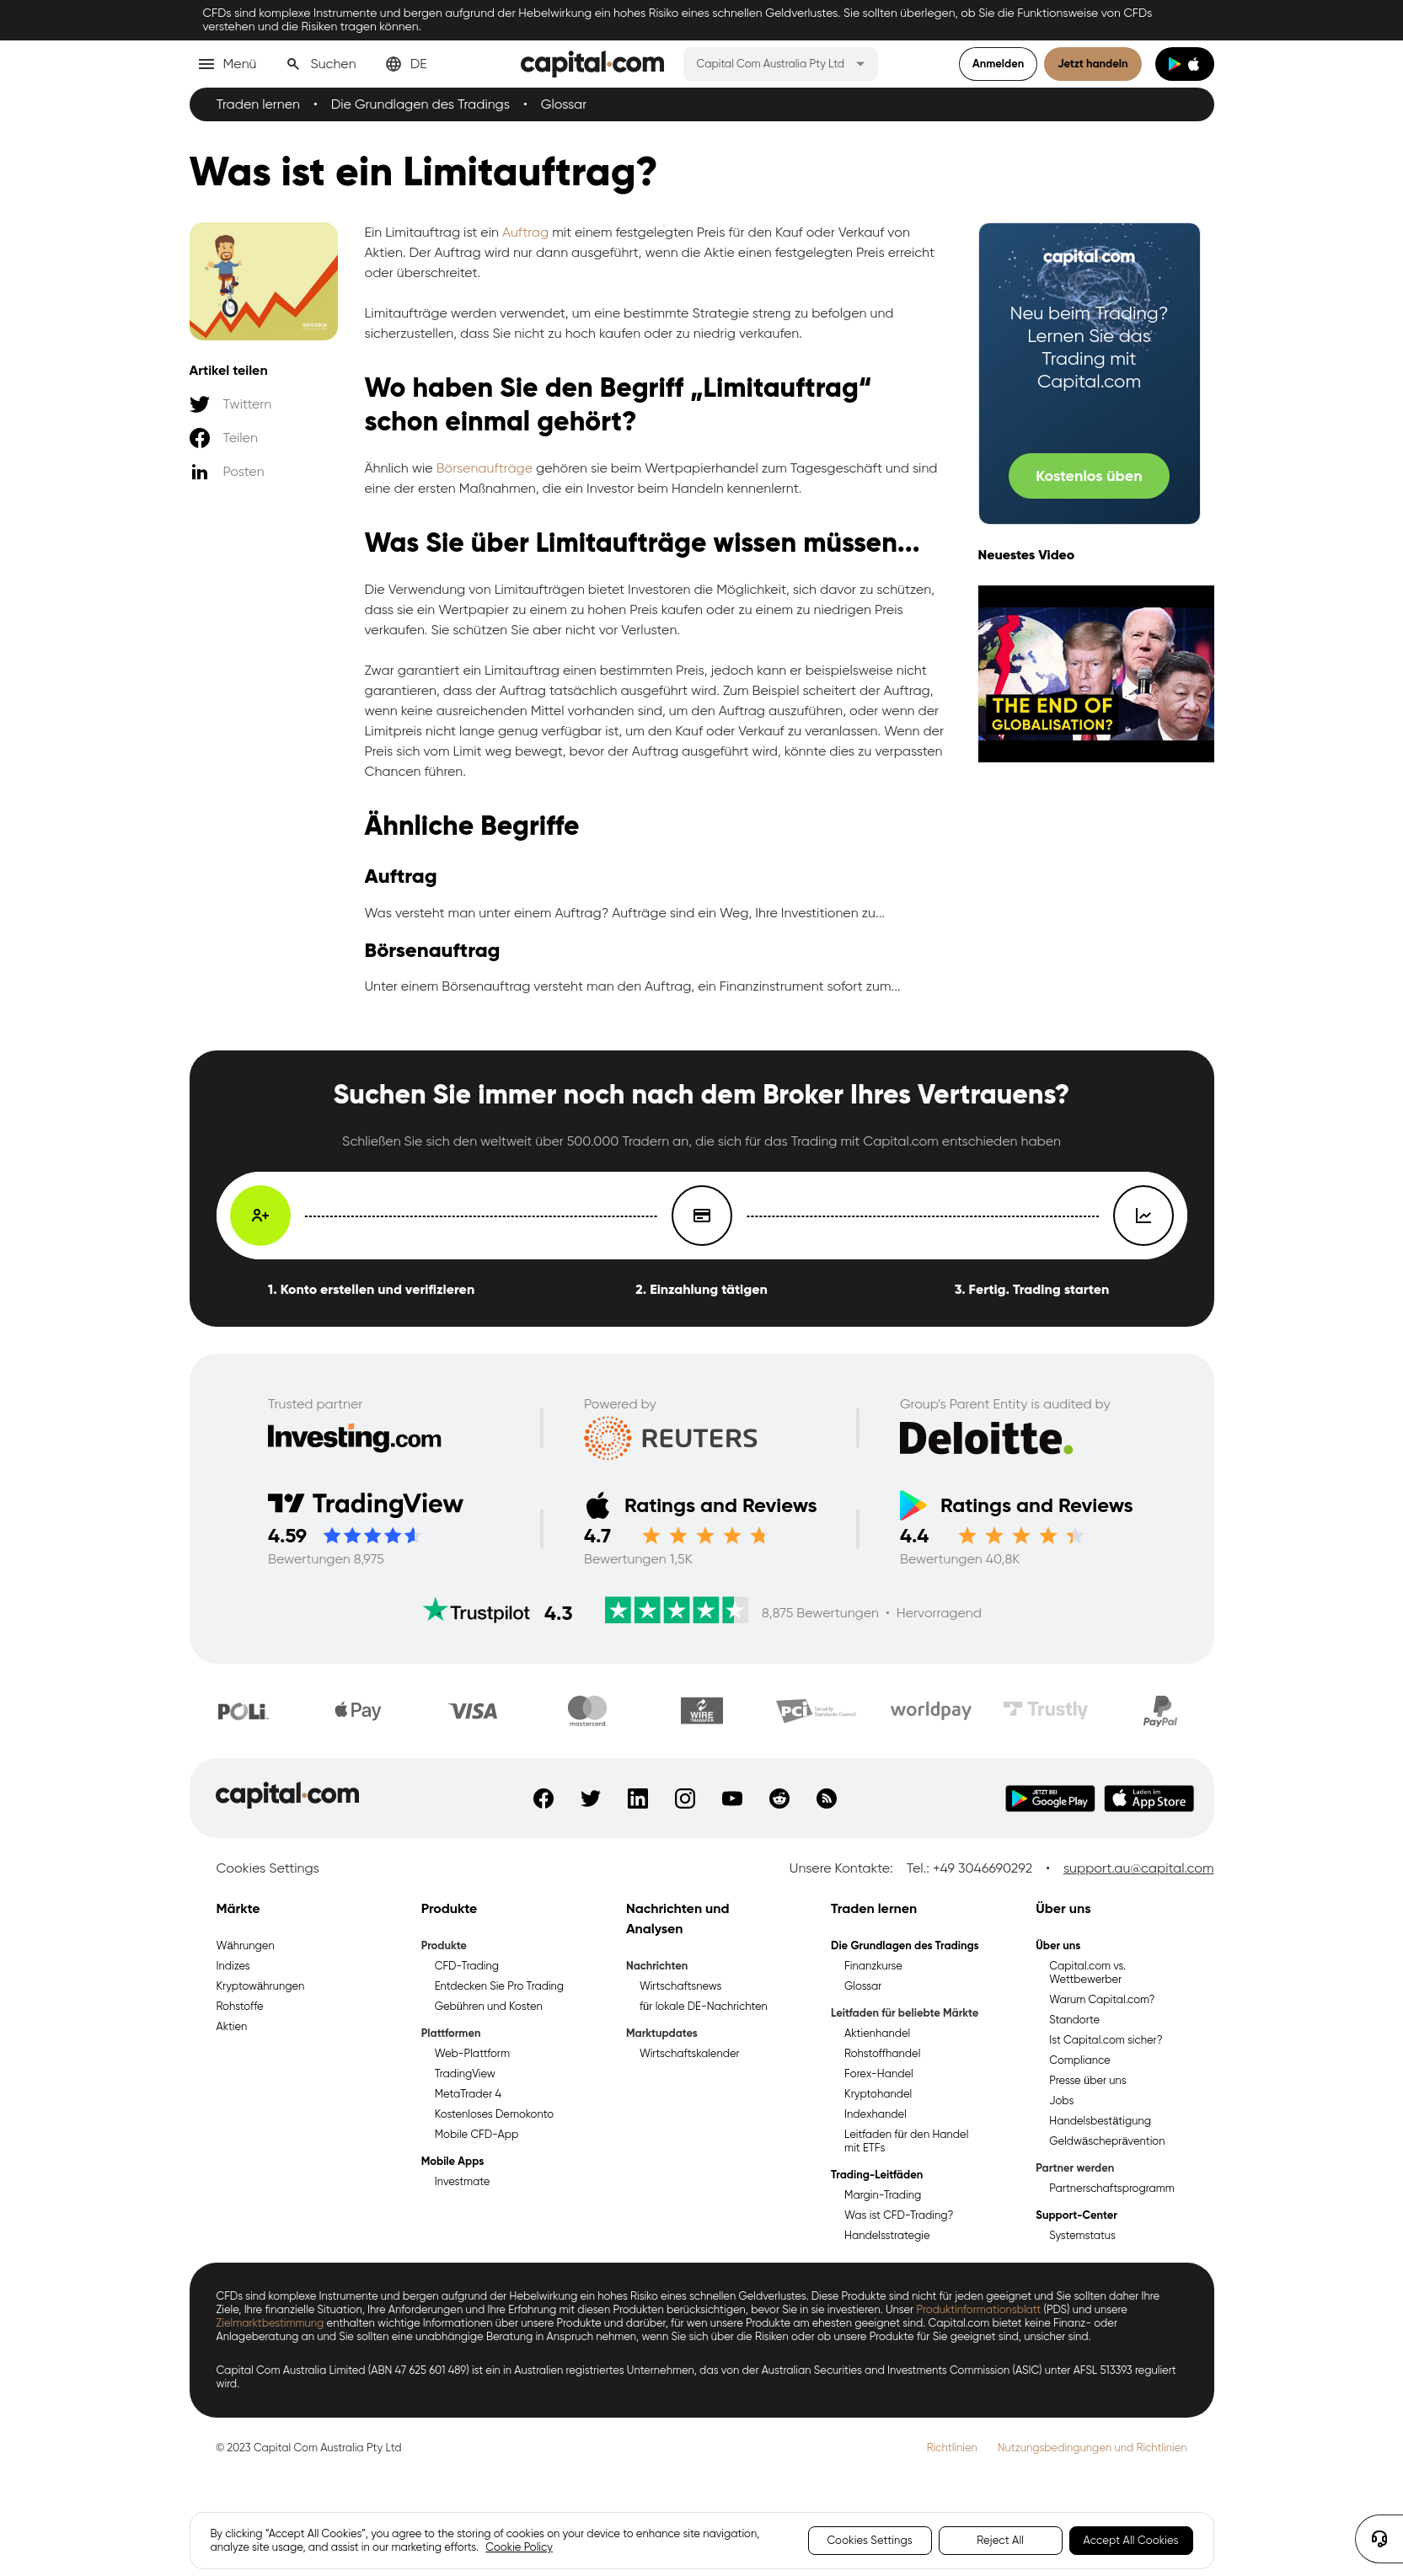 CFDs sind komplexe Instrumente und bergen aufgrund der Hebelwirkung ein hohes Risiko eines schnellen Geldverlustes. Sie sollten überlegen, ob Sie die Funktionsweise von CFDs
verstehen und die Risiken tragen können.
Menü
Suchen
DE
capital.com
Capital Com Australia Pty Ltd
Anmelden
Jetzt handeln
Traden lernen • Die Grundlagen des Tradings • Glossar
Was ist ein Limitauftrag?
Artikel teilen
Twittern
Teilen
Posten
Ein Limitauftrag ist ein Auftrag mit einem festgelegten Preis für den Kauf oder Verkauf von
Aktien. Der Auftrag wird nur dann ausgeführt, wenn die Aktie einen festgelegten Preis erreicht
oder überschreitet.
Limitaufträge werden verwendet, um eine bestimmte Strategie streng zu befolgen und
sicherzustellen, dass Sie nicht zu hoch kaufen oder zu niedrig verkaufen.
Wo haben Sie den Begriff „Limitauftrag“
schon einmal gehört?
Ähnlich wie Börsenaufträge gehören sie beim Wertpapierhandel zum Tagesgeschäft und sind
eine der ersten Maßnahmen, die ein Investor beim Handeln kennenlernt.
Was Sie über Limitaufträge wissen müssen...
Die Verwendung von Limitaufträgen bietet Investoren die Möglichkeit, sich davor zu schützen,
dass sie ein Wertpapier zu einem zu hohen Preis kaufen oder zu einem zu niedrigen Preis
verkaufen. Sie schützen Sie aber nicht vor Verlusten.
Zwar garantiert ein Limitauftrag einen bestimmten Preis, jedoch kann er beispielsweise nicht
garantieren, dass der Auftrag tatsächlich ausgeführt wird. Zum Beispiel scheitert der Auftrag,
wenn keine ausreichenden Mittel vorhanden sind, um den Auftrag auszuführen, oder wenn der
Limitpreis nicht lange genug verfügbar ist, um den Kauf oder Verkauf zu veranlassen. Wenn der
Preis sich vom Limit weg bewegt, bevor der Auftrag ausgeführt wird, könnte dies zu verpassten
Chancen führen.
Ähnliche Begriffe
Auftrag
Was versteht man unter einem Auftrag? Aufträge sind ein Weg, Ihre Investitionen zu...
Börsenauftrag
Unter einem Börsenauftrag versteht man den Auftrag, ein Finanzinstrument sofort zum...
capital.com
Neu beim Trading?
Lernen Sie das
Trading mit
Capital.com
Kostenlos üben
Neuestes Video
THE END OF
GLOBALISATION?
Suchen Sie immer noch nach dem Broker Ihres Vertrauens?
Schließen Sie sich den weltweit über 500.000 Tradern an, die sich für das Trading mit Capital.com entschieden haben
1. Konto erstellen und verifizieren
2. Einzahlung tätigen
3. Fertig. Trading starten
Trusted partner
Investing.com
Powered by
REUTERS
Group's Parent Entity is audited by
Deloitte.
TradingView
4.59
Bewertungen 8,975
Ratings and Reviews
4.7
Bewertungen 1,5K
Ratings and Reviews
4.4
Bewertungen 40,8K
Trustpilot 4.3
8,875 Bewertungen • Hervorragend
POLi
Pay
VISA
mastercard
WIRE
TRANSFER
PCI Security
Standards Council
worldpay
Trustly
PayPal
capital.com
JETZT BEI
Google Play
Laden im
App Store
Cookies Settings
Unsere Kontakte: Tel.: +49 3046690292 • support.au@capital.com
Märkte
Währungen
Indizes
Kryptowährungen
Rohstoffe
Aktien
Produkte
Produkte
CFD-Trading
Entdecken Sie Pro Trading
Gebühren und Kosten
Plattformen
Web-Plattform
TradingView
MetaTrader 4
Kostenloses Demokonto
Mobile CFD-App
Mobile Apps
Investmate
Nachrichten und
Analysen
Nachrichten
Wirtschaftsnews
für lokale DE-Nachrichten
Marktupdates
Wirtschaftskalender
Traden lernen
Die Grundlagen des Tradings
Finanzkurse
Glossar
Leitfaden für beliebte Märkte
Aktienhandel
Rohstoffhandel
Forex-Handel
Kryptohandel
Indexhandel
Leitfaden für den Handel
mit ETFs
Trading-Leitfäden
Margin-Trading
Was ist CFD-Trading?
Handelsstrategie
Über uns
Über uns
Capital.com vs.
Wettbewerber
Warum Capital.com?
Standorte
Ist Capital.com sicher?
Compliance
Presse über uns
Jobs
Handelsbestätigung
Geldwäscheprävention
Partner werden
Partnerschaftsprogramm
Support-Center
Systemstatus
CFDs sind komplexe Instrumente und bergen aufgrund der Hebelwirkung ein hohes Risiko eines schnellen Geldverlustes. Diese Produkte sind nicht für jeden geeignet und Sie sollten daher Ihre
Ziele, Ihre finanzielle Situation, Ihre Anforderungen und Ihre Erfahrung mit diesen Produkten berücksichtigen, bevor Sie in sie investieren. Unser Produktinformationsblatt (PDS) und unsere
Zielmarktbestimmung enthalten wichtige Informationen über unsere Produkte und darüber, für wen unsere Produkte am ehesten geeignet sind. Capital.com bietet keine Finanz- oder
Anlageberatung an und Sie sollten eine unabhängige Beratung in Anspruch nehmen, wenn Sie sich über die Risiken oder ob unsere Produkte für Sie geeignet sind, unsicher sind.
Capital Com Australia Limited (ABN 47 625 601 489) ist ein in Australien registriertes Unternehmen, das von der Australian Securities and Investments Commission (ASIC) unter AFSL 513393 reguliert
wird.
© 2023 Capital Com Australia Pty Ltd
Richtlinien
Nutzungsbedingungen und Richtlinien
By clicking “Accept All Cookies”, you agree to the storing of cookies on your device to enhance site navigation,
analyze site usage, and assist in our marketing efforts. Cookie Policy
Cookies Settings
Reject All
Accept All Cookies